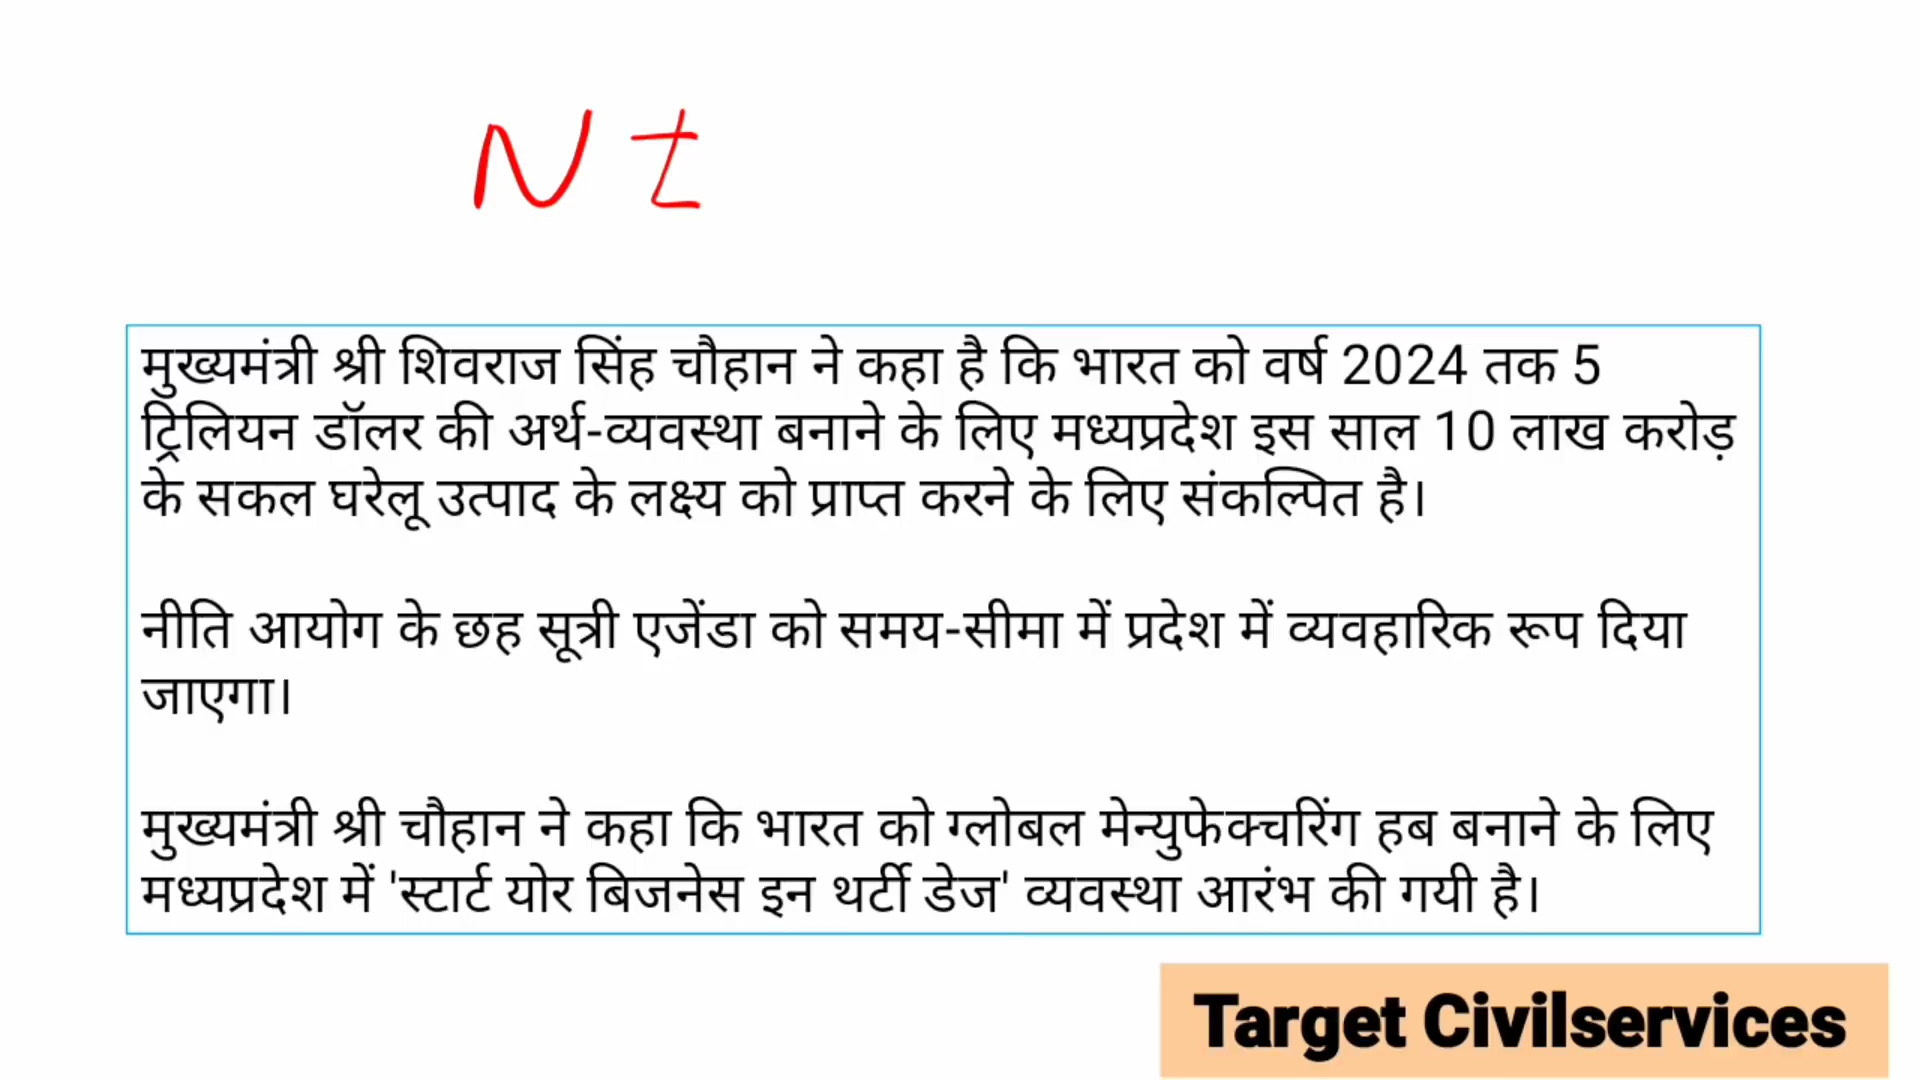 N t
मुख्यमंत्री श्री शिवराज सिंह चौहान ने कहा है कि भारत को वर्ष 2024 तक 5
ट्रिलियन डॉलर की अर्थ-व्यवस्था बनाने के लिए मध्यप्रदेश इस साल 10 लाख करोड़
के सकल घरेलू उत्पाद के लक्ष्य को प्राप्त करने के लिए संकल्पित है।
नीति आयोग के छह सूत्री एजेंडा को समय-सीमा में प्रदेश में व्यवहारिक रूप दिया
जाएगा।
मुख्यमंत्री श्री चौहान ने कहा कि भारत को ग्लोबल मेन्युफेक्चरिंग हब बनाने के लिए
मध्यप्रदेश में 'स्टार्ट योर बिजनेस इन थर्टी डेज' व्यवस्था आरंभ की गयी है।
Target Civilservices